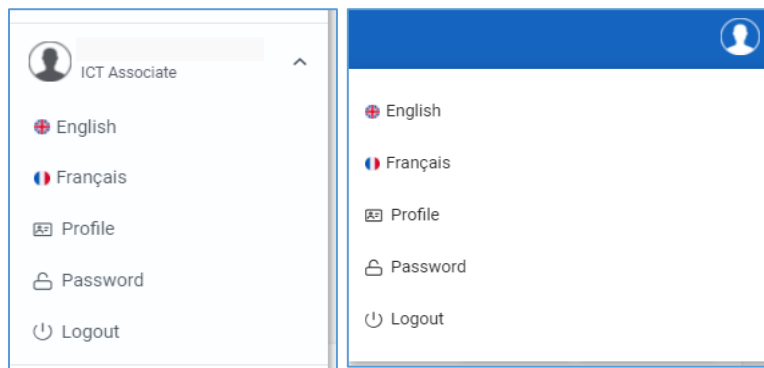 ICT Associate
English
Français
Profile
Password
Logout
English
Français
Profile
Password
Logout